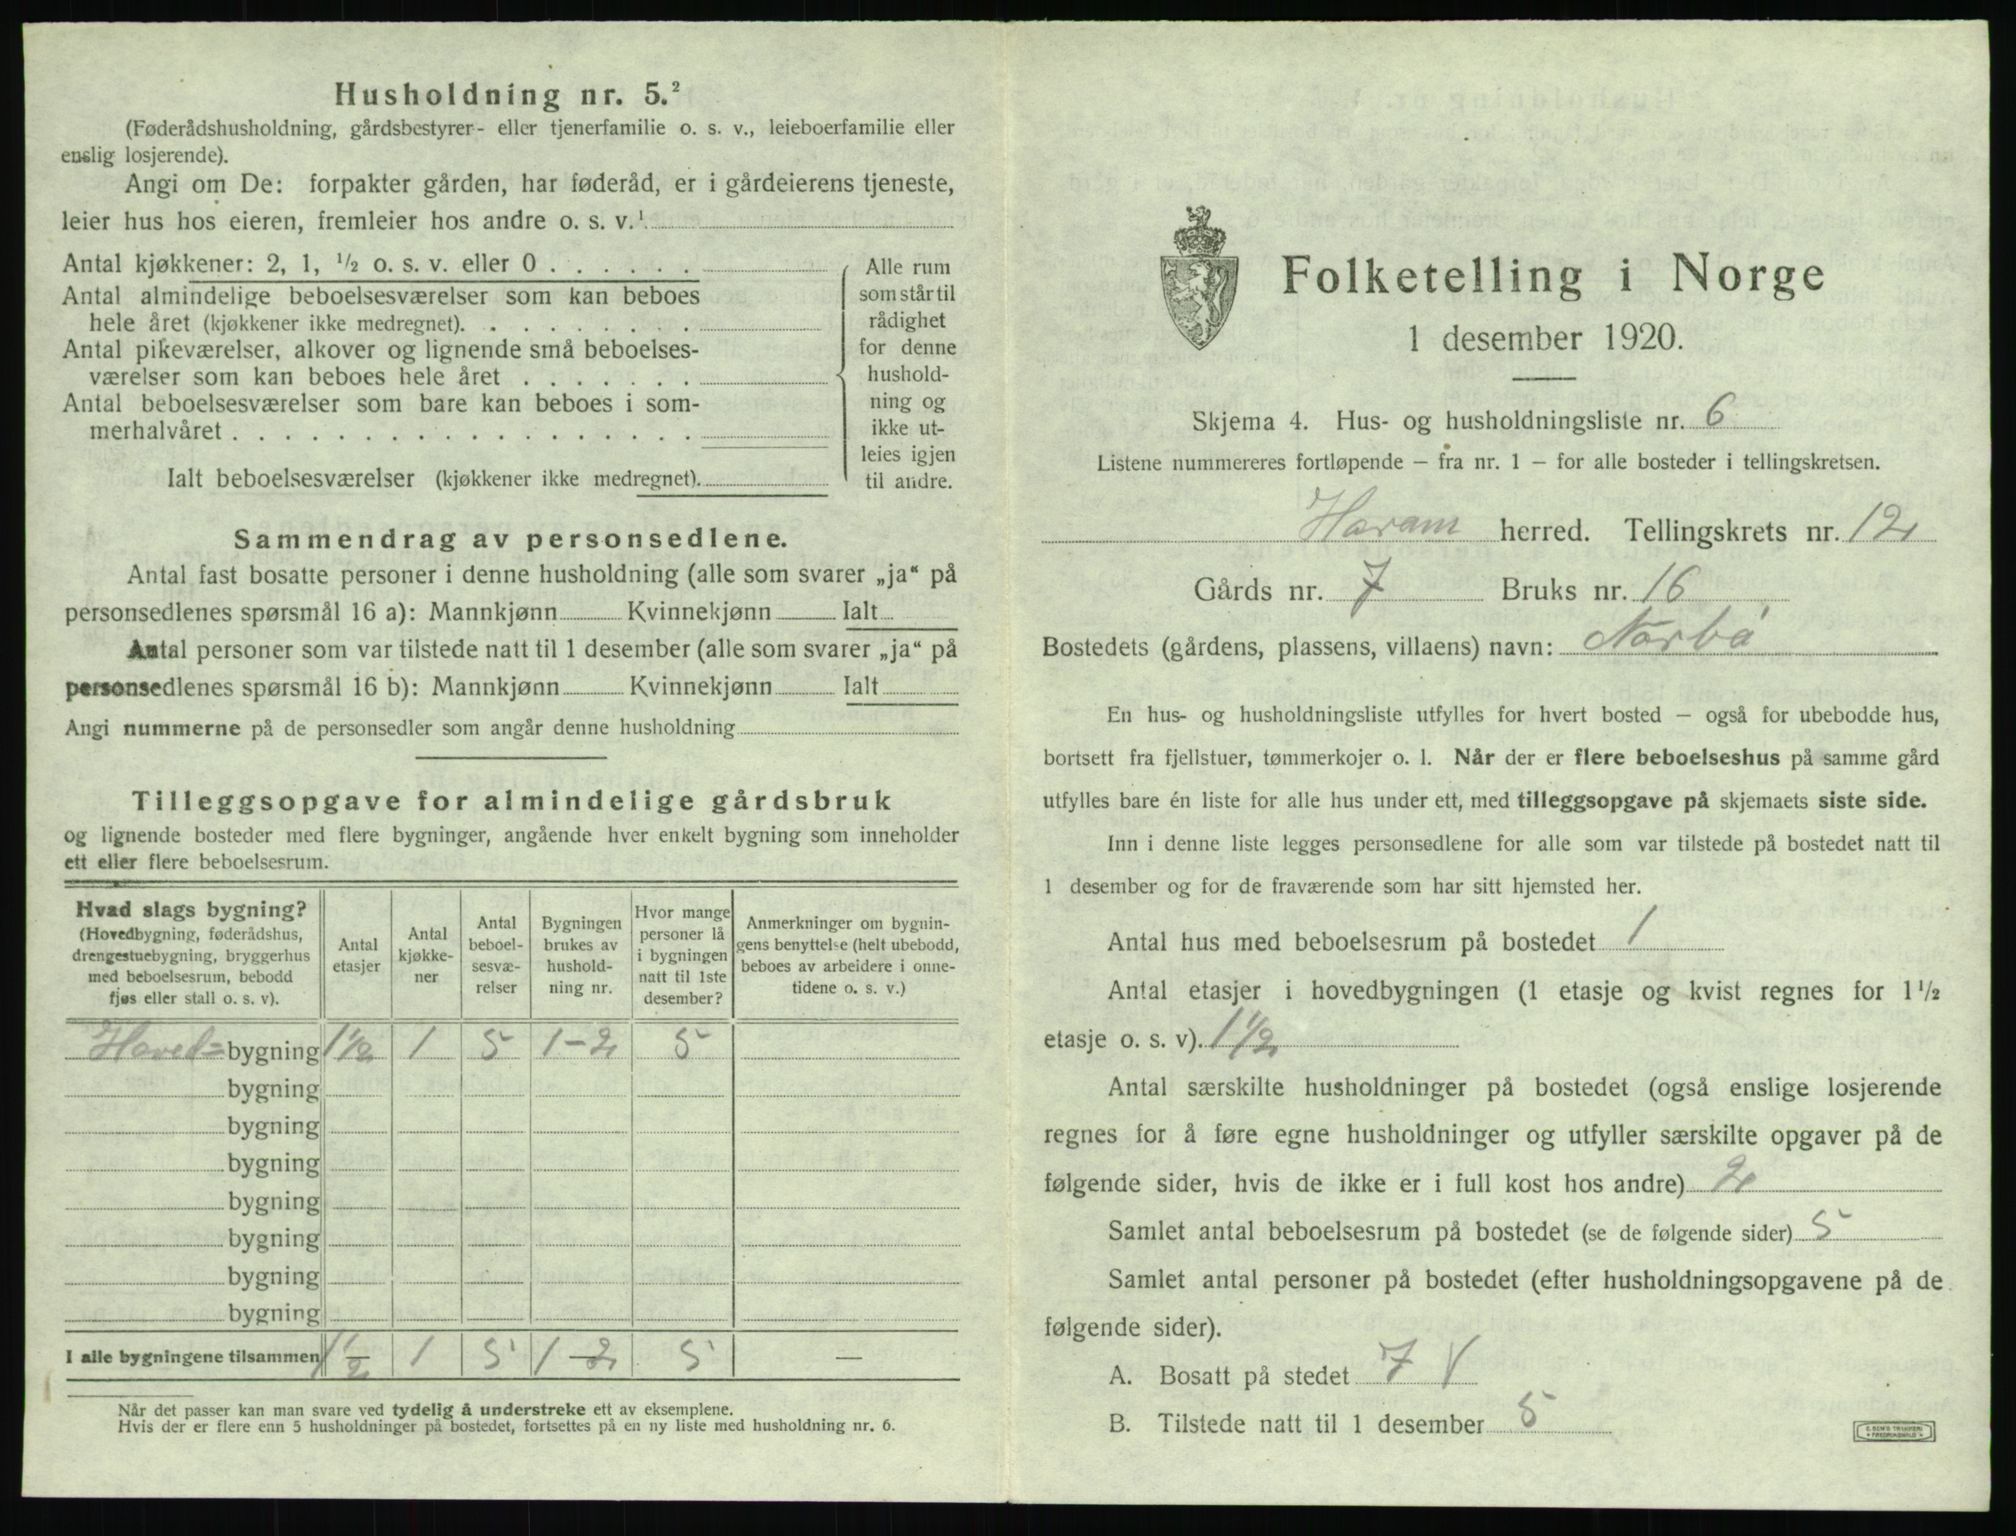 Husholdning nr. 5.²
(Føderådshusholdning, gårdsbestyrer- eller tjenerfamilie o. s. v., leieboerfamilie eller
enslig losjerende).
Angi om De: forpakter gården, har føderåd, er i gårdeierens tjeneste,
leier hus hos eieren, fremleier hos andre o. s. v.¹
Antal kjøkkener: 2, 1, ½ o. s. v. eller 0 . . . . . .
Antal almindelige beboelsesværelser som kan beboes
hele året (kjøkkener ikke medregnet). . . . . . . . .
Antal pikeværelser, alkover og lignende små beboelses-
værelser som kan beboes hele året . . . . . . .
Antal beboelsesværelser som bare kan beboes i som-
merhalvåret . . . . . . . . . . . . . . . . . .
Ialt beboelsesværelser (kjøkkener ikke medregnet).
Alle rum
som står til
rådighet
for denne
hushold-
ning og
ikke ut-
leies igjen
til andre.
Sammendrag av personsedlene.
Antal fast bosatte personer i denne husholdning (alle som svarer „ja“ på
personsedlenes spørsmål 16 a): Mannkjønn Kvinnekjønn Ialt
Antal personer som var tilstede natt til 1 desember (alle som svarer „ja“ på
personsedlenes spørsmål 16 b): Mannkjønn Kvinnekjønn Ialt
Angi nummerne på de personsedler som angår denne husholdning
Tilleggsopgave for almindelige gårdsbruk
og lignende bosteder med flere bygninger, angående hver enkelt bygning som inneholder
ett eller flere beboelsesrum.
Hvad slags bygning?
(Hovedbygning, føderådshus,
drengestuebygning, bryggerhus
med beboelsesrum, bebodd
fjøs eller stall o. s. v).
Antal
etasjer
Antal
kjøkke-
ner
Antal
beboel-
sesvæ-
relser
Bygningen
brukes av
hushold-
ning nr.
Hvor mange
personer lå
i bygningen
natt til 1ste
desember?
Anmerkninger om bygnin-
gens benyttelse (helt ubebodd,
beboes av arbeidere i onne-
tidene o. s. v.)
Hoved= bygning 1½ 1 5 1-2 5
bygning
bygning
bygning
bygning
bygning
bygning
bygning
I alle bygningene tilsammen 1½ 1 5 1-2 5 —
Når det passer kan man svare ved tydelig å understreke ett av eksemplene.
Hvis der er flere enn 5 husholdninger på bostedet, fortsettes på en ny liste med husholdning nr. 6.
Folketelling i Norge
1 desember 1920.
Skjema 4. Hus- og husholdningsliste nr. 6
Listene nummereres fortløpende – fra nr. 1 – for alle bosteder i tellingskretsen.
Haram herred. Tellingskrets nr. 12
Gårds nr. 7 Bruks nr. 16
Bostedets (gårdens, plassens, villaens) navn: Norbó
En hus- og husholdningsliste utfylles for hvert bosted – også for ubebodde hus,
bortsett fra fjellstuer, tømmerkojer o. l. Når der er flere beboelseshus på samme gård
utfylles bare én liste for alle hus under ett, med tilleggsopgave på skjemaets siste side.
Inn i denne liste legges personsedlene for alle som var tilstede på bostedet natt til
1 desember og for de fraværende som har sitt hjemsted her.
Antal hus med beboelsesrum på bostedet 1
Antal etasjer i hovedbygningen (1 etasje og kvist regnes for 1½
etasje o. s. v). 1½
Antal særskilte husholdninger på bostedet (også enslige losjerende
regnes for å føre egne husholdninger og utfyller særskilte opgaver på de
følgende sider, hvis de ikke er i full kost hos andre) 2
Samlet antal beboelsesrum på bostedet (se de følgende sider) 5
Samlet antal personer på bostedet (efter husholdningsopgavene på de
følgende sider).
A. Bosatt på stedet 7 V
B. Tilstede natt til 1 desember 5